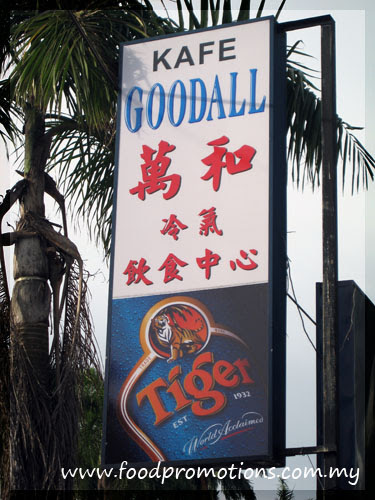 KAFE
GOODALL
萬和
冷氣
飲食中心
Tiger
EST 1932
World Acclaimed
www.foodpromotions.com.my